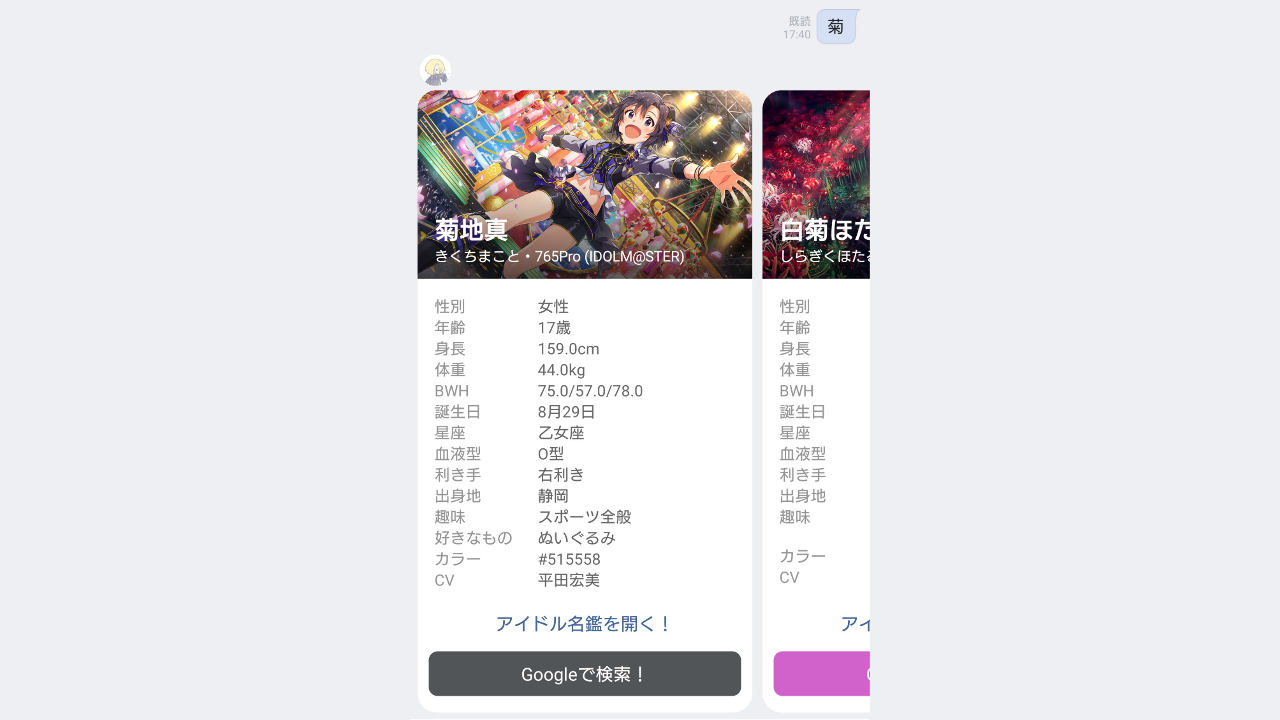 既読
17:40
菊
菊地真
きくちまこと • 765Pro (IDOLM@STER)
性別 女性
年齢 17歳
身長 159.0cm
体重 44.0kg
BWH 75.0/57.0/78.0
誕生日 8月29日
星座 乙女座
血液型 O型
利き手 右利き
出身地 静岡
趣味 スポーツ全般
好きなもの ぬいぐるみ
カラー #515558
CV 平田宏美
アイドル名鑑を開く！
Googleで検索！
白菊ほた
しらぎくほた
性別
年齢
身長
体重
BWH
誕生日
星座
血液型
利き手
出身地
趣味
カラー
CV
アイ